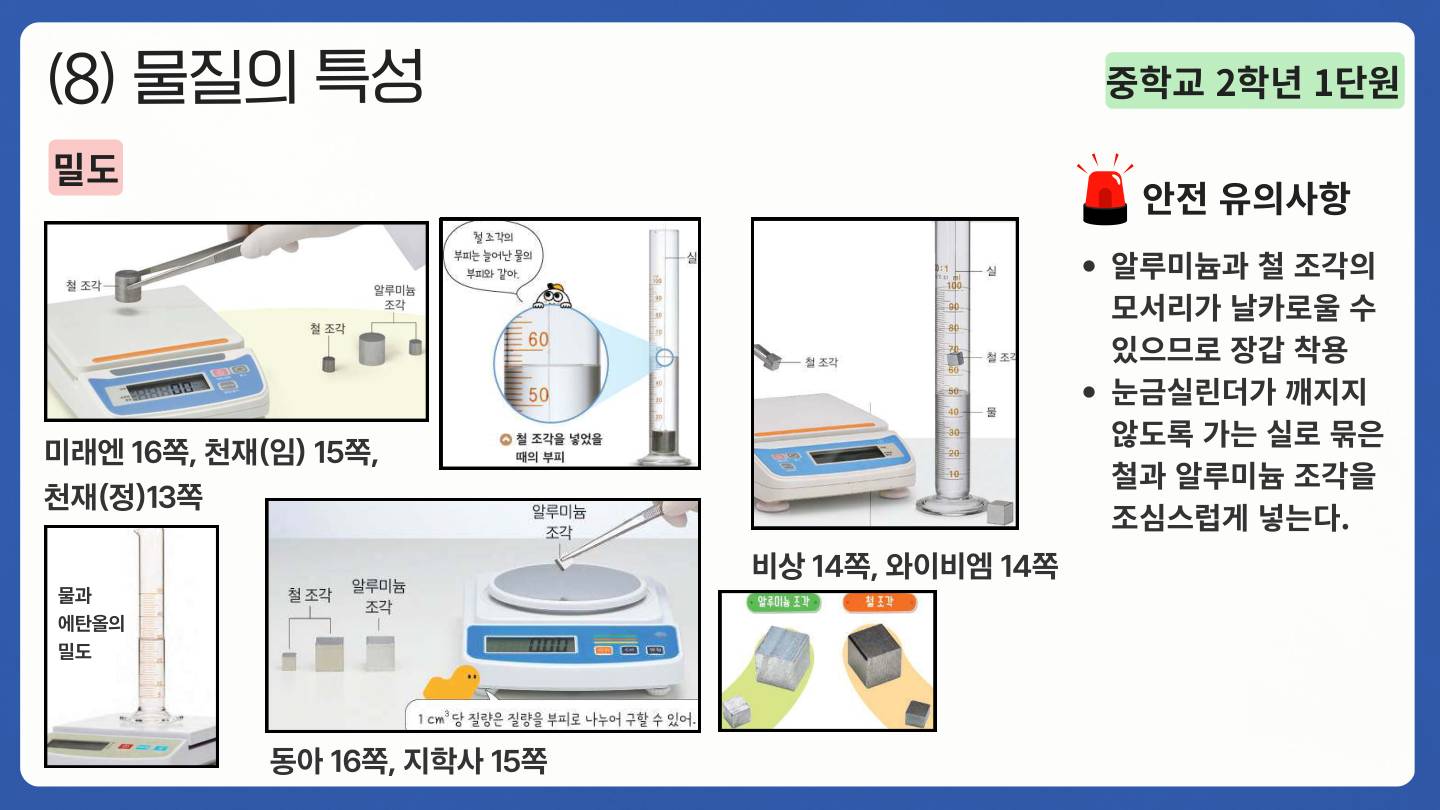 (8) 물질의 특성
중학교 2학년 1단원
밀도
철 조각
알루미늄
조각
철 조각
철 조각의
부피는 늘어난 물의
부피와 같아.
실
60
50
철 조각을 넣었을
때의 부피
미래엔 16쪽, 천재(임) 15쪽,
천재(정)13쪽
실
100
90
80
70
60
50
40
30
20
10
철 조각
철 조각
물
비상 14쪽, 와이비엠 14쪽
물과
에탄올의
밀도
알루미늄
조각
철 조각
알루미늄
조각
1 cm³당 질량은 질량을 부피로 나누어 구할 수 있어.
동아 16쪽, 지학사 15쪽
알루미늄 조각
철 조각
안전 유의사항
• 알루미늄과 철 조각의
모서리가 날카로울 수
있으므로 장갑 착용
• 눈금실린더가 깨지지
않도록 가는 실로 묶은
철과 알루미늄 조각을
조심스럽게 넣는다.